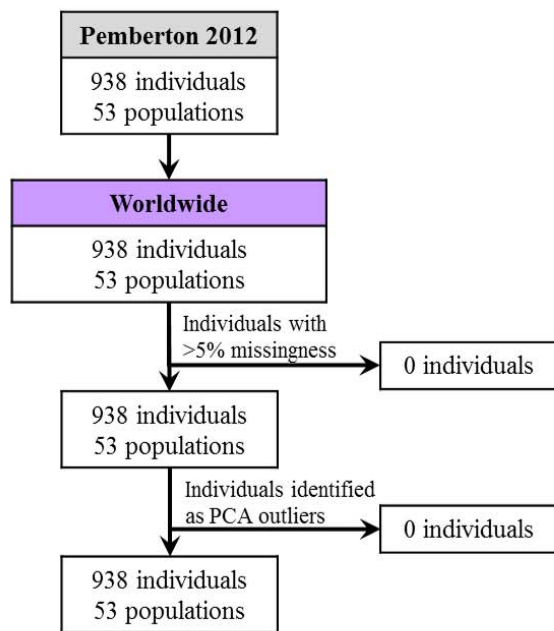 Pemberton 2012
938 individuals
53 populations
Worldwide
938 individuals
53 populations
Individuals with
>5% missingness
0 individuals
938 individuals
53 populations
Individuals identified
as PCA outliers
0 individuals
938 individuals
53 populations